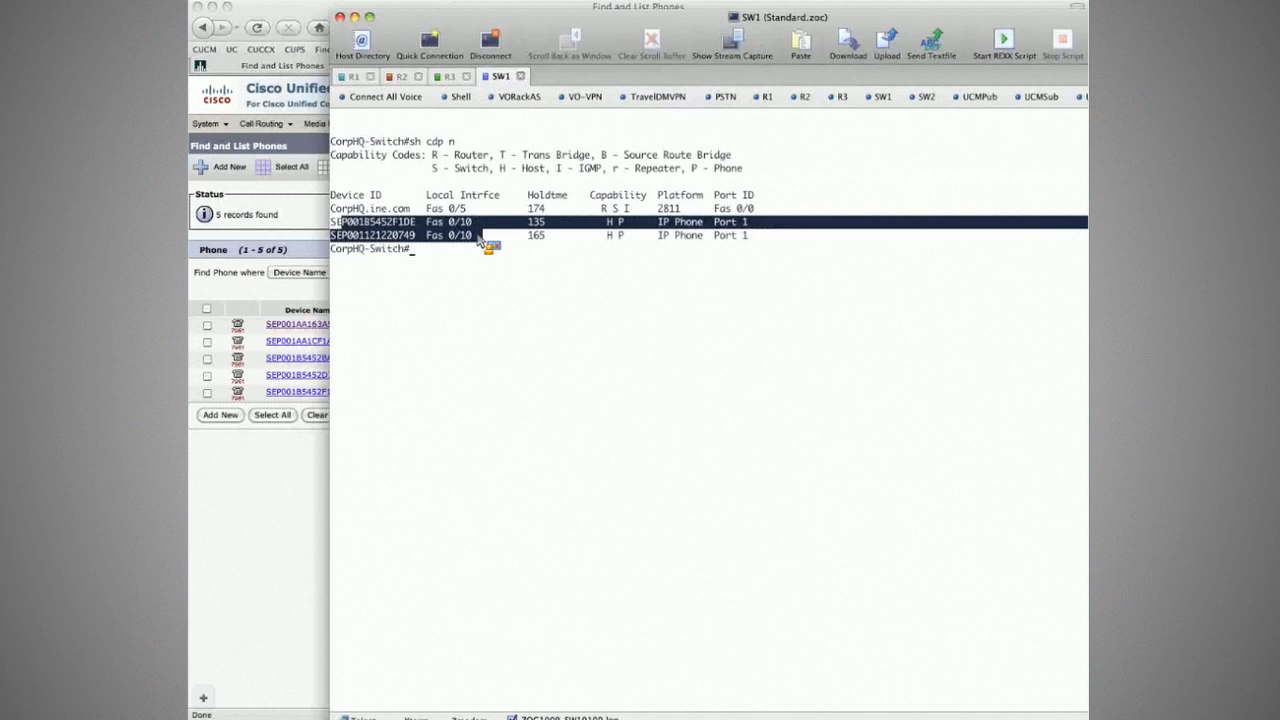 Find and List Phones
SW1 (Standard.zoc)
Host Directory Quick Connection Disconnect Scroll Back as Window Clear Scroll Buffer Show Stream Capture Paste Download Upload Send Textfile Start REXX Script Stop Script
CUCM UC CUCCX CUPS
Find and List Phones
R1 R2 R3 SW1
Connect All Voice Shell VORackAS VO-VPN TravelDMVPN PSTN R1 R2 R3 SW1 SW2 UCMPub UCMSub
Cisco Unifie
CISCO For Cisco Unified Co
System Call Routing Media
Find and List Phones
Add New Select All
Status
5 records found
Phone (1 - 5 of 5)
Find Phone where Device Name
Device Nam
SEP001AA163A
SEP001AA1CF1
SEP001B5452B
SEP001B5452D
SEP001B5452F
7961
7961
7961
7961
7961
Add New Select All Clear
Done
CorpHQ-Switch#sh cdp n
Capability Codes: R - Router, T - Trans Bridge, B - Source Route Bridge
S - Switch, H - Host, I - IGMP, r - Repeater, P - Phone
Device ID Local Intrfce Holdtme Capability Platform Port ID
CorpHQ.ine.com Fas 0/5 174 R S I 2811 Fas 0/0
SEP001B5452F1DE Fas 0/10 135 H P IP Phone Port 1
SEP001121220749 Fas 0/10 165 H P IP Phone Port 1
CorpHQ-Switch#_